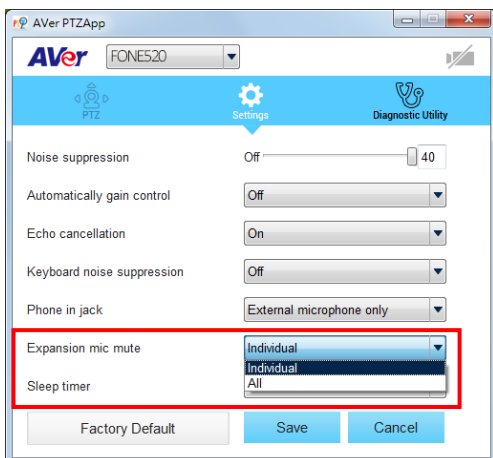 AVer PTZApp
AVer FONE520
PTZ Settings Diagnostic Utility
Noise suppression Off 40
Automatically gain control Off
Echo cancellation On
Keyboard noise suppression Off
Phone in jack External microphone only
Expansion mic mute Individual
Individual
All
Sleep timer
Factory Default Save Cancel